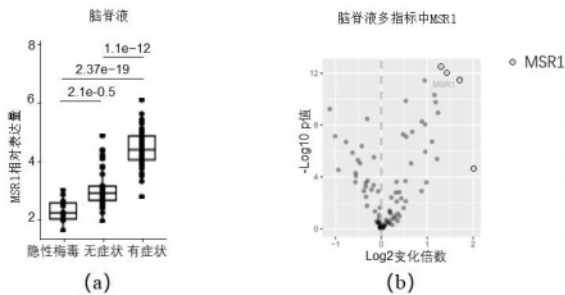 脑脊液
(a)
8
6
4
2
MSR1相对表达量
1.1e-12
2.37e-19
2.1e-0.5
隐性梅毒 无症状 有症状
(a)
脑脊液多指标中MSR1
(b)
MSR1
MSR1
12
8
4
0
-Log10 p值
-1 0 1 2
Log2变化倍数
(b)